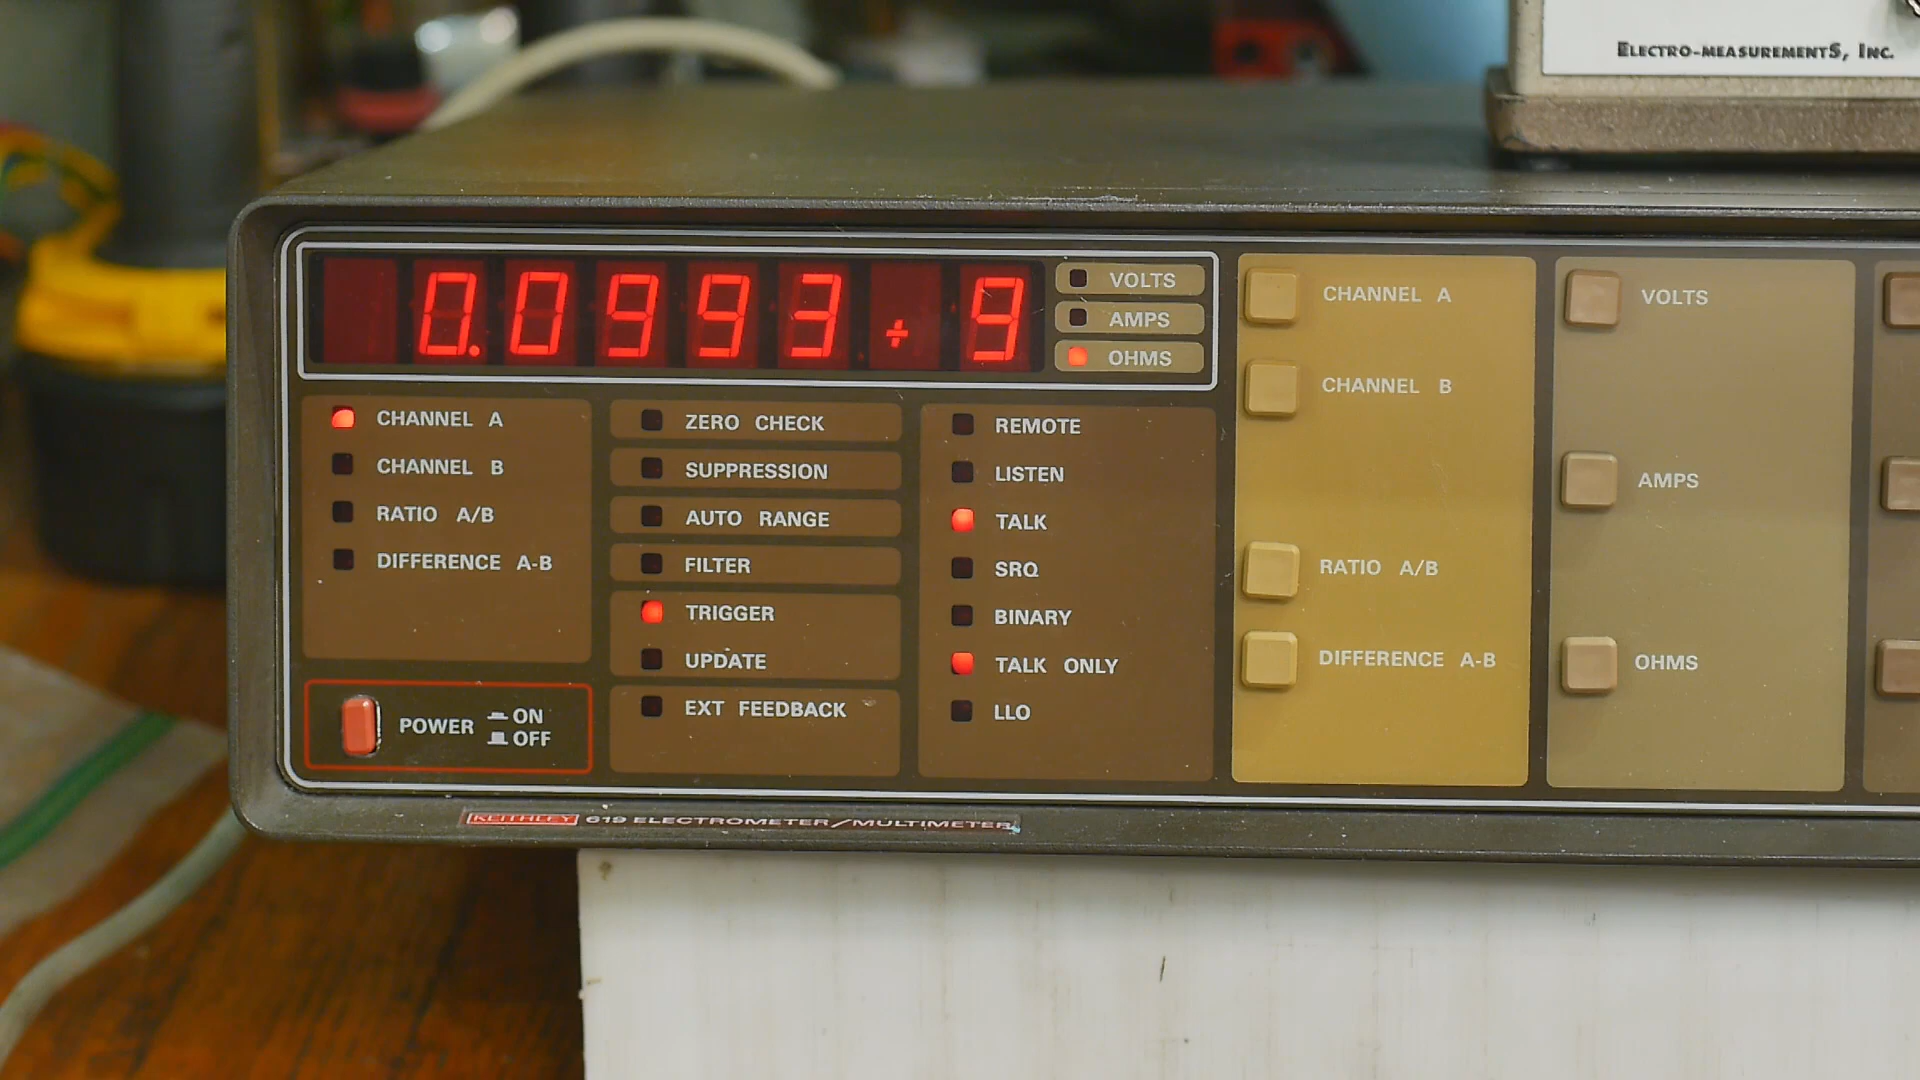 ELECTRO-MEASUREMENTS, INC.
0.0993 + 9
VOLTS
AMPS
OHMS
CHANNEL A
CHANNEL B
RATIO A/B
DIFFERENCE A-B
POWER
ON
OFF
ZERO CHECK
SUPPRESSION
AUTO RANGE
FILTER
TRIGGER
UPDATE
EXT FEEDBACK
REMOTE
LISTEN
TALK
SRQ
BINARY
TALK ONLY
LLO
CHANNEL A
CHANNEL B
RATIO A/B
DIFFERENCE A-B
VOLTS
AMPS
OHMS
KEITHLEY 619 ELECTROMETER/MULTIMETER